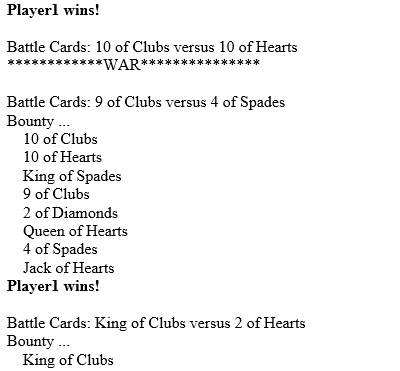 Player1 wins!
Battle Cards: 10 of Clubs versus 10 of Hearts
************WAR***************
Battle Cards: 9 of Clubs versus 4 of Spades
Bounty ...
10 of Clubs
10 of Hearts
King of Spades
9 of Clubs
2 of Diamonds
Queen of Hearts
4 of Spades
Jack of Hearts
Player1 wins!
Battle Cards: King of Clubs versus 2 of Hearts
Bounty ...
King of Clubs